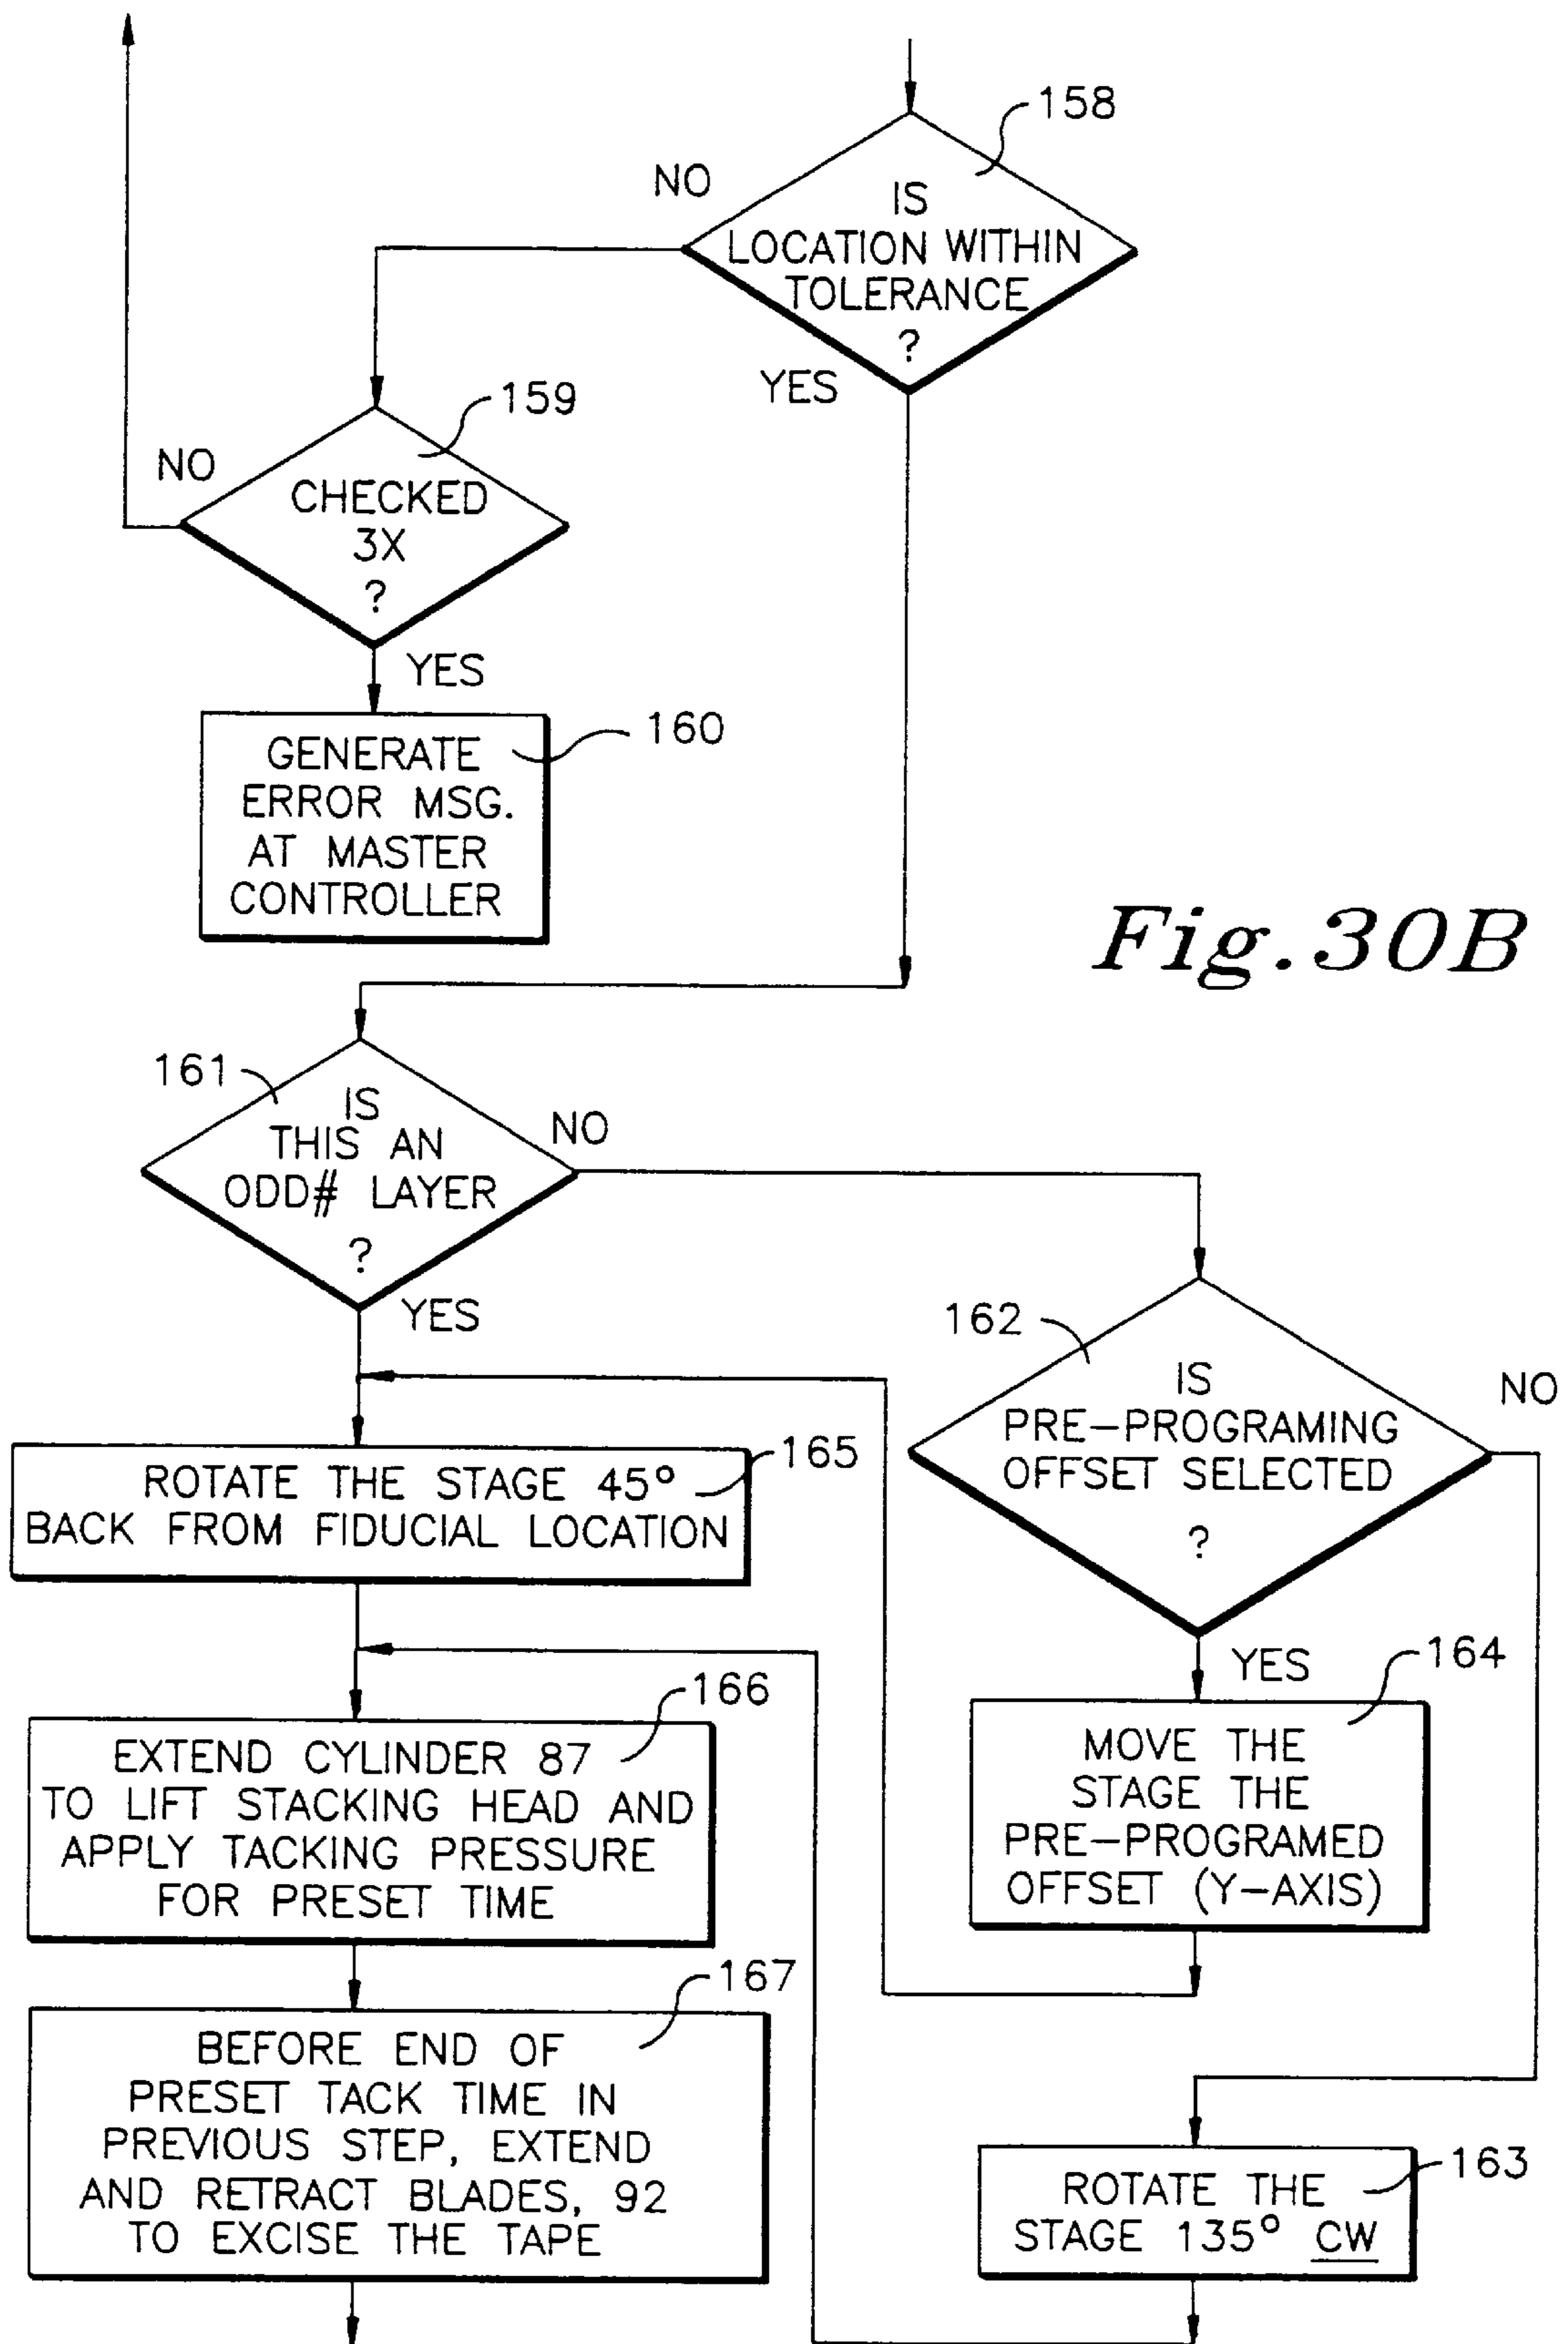 158
NO
IS
LOCATION WITHIN
TOLERANCE
?
YES
159
NO
CHECKED
3X
?
YES
160
GENERATE
ERROR MSG.
AT MASTER
CONTROLLER
Fig.30B
161
IS
THIS AN
ODD# LAYER
?
NO
YES
162
IS
PRE-PROGRAMING
OFFSET SELECTED
?
NO
YES
165
ROTATE THE STAGE 45°
BACK FROM FIDUCIAL LOCATION
164
MOVE THE
STAGE THE
PRE-PROGRAMED
OFFSET (Y-AXIS)
166
EXTEND CYLINDER 87
TO LIFT STACKING HEAD AND
APPLY TACKING PRESSURE
FOR PRESET TIME
167
BEFORE END OF
PRESET TACK TIME IN
PREVIOUS STEP, EXTEND
AND RETRACT BLADES, 92
TO EXCISE THE TAPE
163
ROTATE THE
STAGE 135° CW